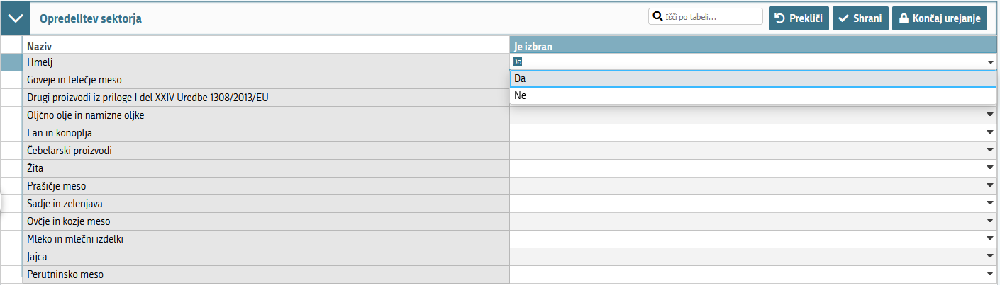 Opredelitev sektorja
Išči po tabeli...
Prekliči
Shrani
Končaj urejanje
Naziv
Je izbran
Hmelj
Da
Goveje in telečje meso
Da
Drugi proizvodi iz priloge I del XXIV Uredbe 1308/2013/EU
Ne
Oljčno olje in namizne oljke
Lan in konoplja
Čebelarski proizvodi
Žita
Prašičje meso
Sadje in zelenjava
Ovčje in kozje meso
Mleko in mlečni izdelki
Jajca
Perutninsko meso